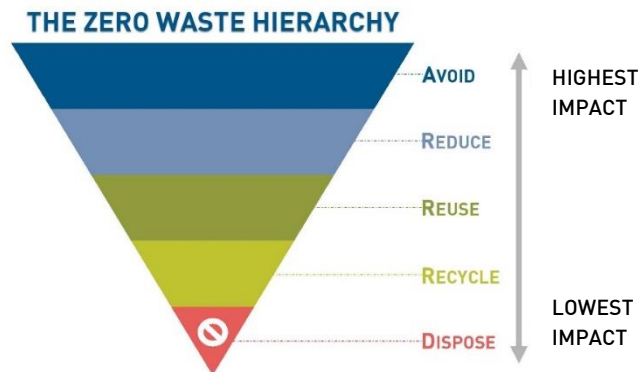 THE ZERO WASTE HIERARCHY
AVOID
HIGHEST
IMPACT
REDUCE
REUSE
RECYCLE
LOWEST
IMPACT
DISPOSE